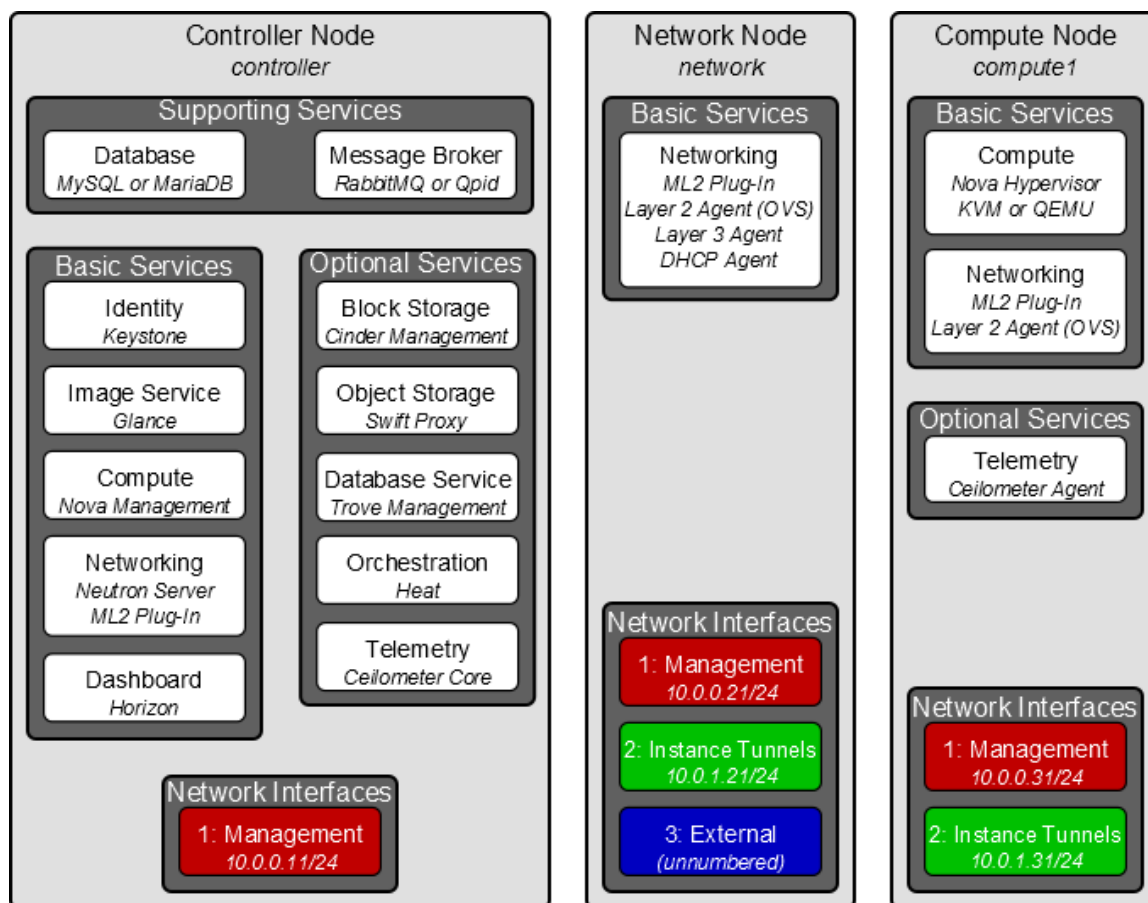 Controller Node
controller
Supporting Services
Database
MySQL or MariaDB
Message Broker
RabbitMQ or Qpid
Basic Services
Identity
Keystone
Image Service
Glance
Compute
Nova Management
Networking
Neutron Server
ML2 Plug-In
Dashboard
Horizon
Optional Services
Block Storage
Cinder Management
Object Storage
Swift Proxy
Database Service
Trove Management
Orchestration
Heat
Telemetry
Ceilometer Core
Network Interfaces
1: Management
10.0.0.11/24
Network Node
network
Basic Services
Networking
ML2 Plug-In
Layer 2 Agent (OVS)
Layer 3 Agent
DHCP Agent
Network Interfaces
1: Management
10.0.0.21/24
2: Instance Tunnels
10.0.1.21/24
3: External
(unnumbered)
Compute Node
compute1
Basic Services
Compute
Nova Hypervisor
KVM or QEMU
Networking
ML2 Plug-In
Layer 2 Agent (OVS)
Optional Services
Telemetry
Ceilometer Agent
Network Interfaces
1: Management
10.0.0.31/24
2: Instance Tunnels
10.0.1.31/24